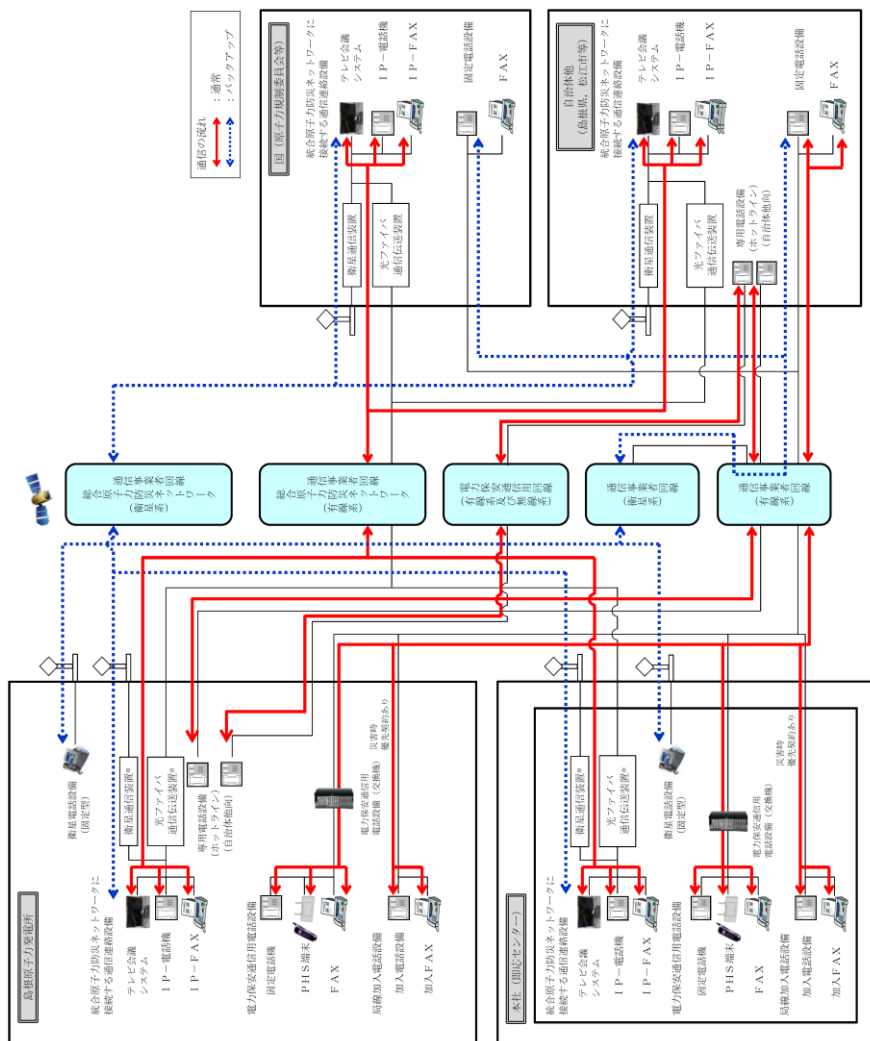 通信の流れ
：通常
：バックアップ
国（原子力規制委員会等）
統合原子力防災ネットワークに
接続する通信連絡設備
テレビ会議
システム
ＩＰ－電話機
ＩＰ－ＦＡＸ
固定電話設備
ＦＡＸ
衛星通信装置
光ファイバ
通信伝送装置
自治体他
（島根県，松江市等）
統合原子力防災ネットワークに
接続する通信連絡設備
テレビ会議
システム
ＩＰ－電話機
ＩＰ－ＦＡＸ
専用電話設備
（ホットライン）
（自治体他向）
固定電話設備
ＦＡＸ
衛星通信装置
光ファイバ
通信伝送装置
通信事業者回線
総合原子力防災ネットワーク
（衛星系）
通信事業者回線
総合原子力防災ネットワーク
（有線系）
電力保安通信用回線
（有線系及び無線系）
通信事業者回線
（衛星系）
通信事業者回線
（有線系）
島根原子力発電所
衛星電話設備
（固定型）
統合原子力防災ネットワークに
接続する通信連絡設備
テレビ会議
システム
ＩＰ－電話機
ＩＰ－ＦＡＸ
衛星通信装置※
光ファイバ
通信伝送装置※
専用電話設備
（ホットライン）
（自治体他向）
電力保安通信用電話設備
固定電話機
PHS端末
FAX
電力保安通信用
電話設備（交換機）
局線加入電話設備
加入電話設備
加入FAX
災害時
優先契約あり
本社（即応センター）
統合原子力防災ネットワークに
接続する通信連絡設備
テレビ会議
システム
ＩＰ－電話機
ＩＰ－ＦＡＸ
衛星通信装置※
光ファイバ
通信伝送装置※
衛星電話設備
（固定型）
電力保安通信用電話設備
固定電話機
PHS端末
FAX
電力保安通信用
電話設備（交換機）
局線加入電話設備
加入電話設備
加入FAX
災害時
優先契約あり